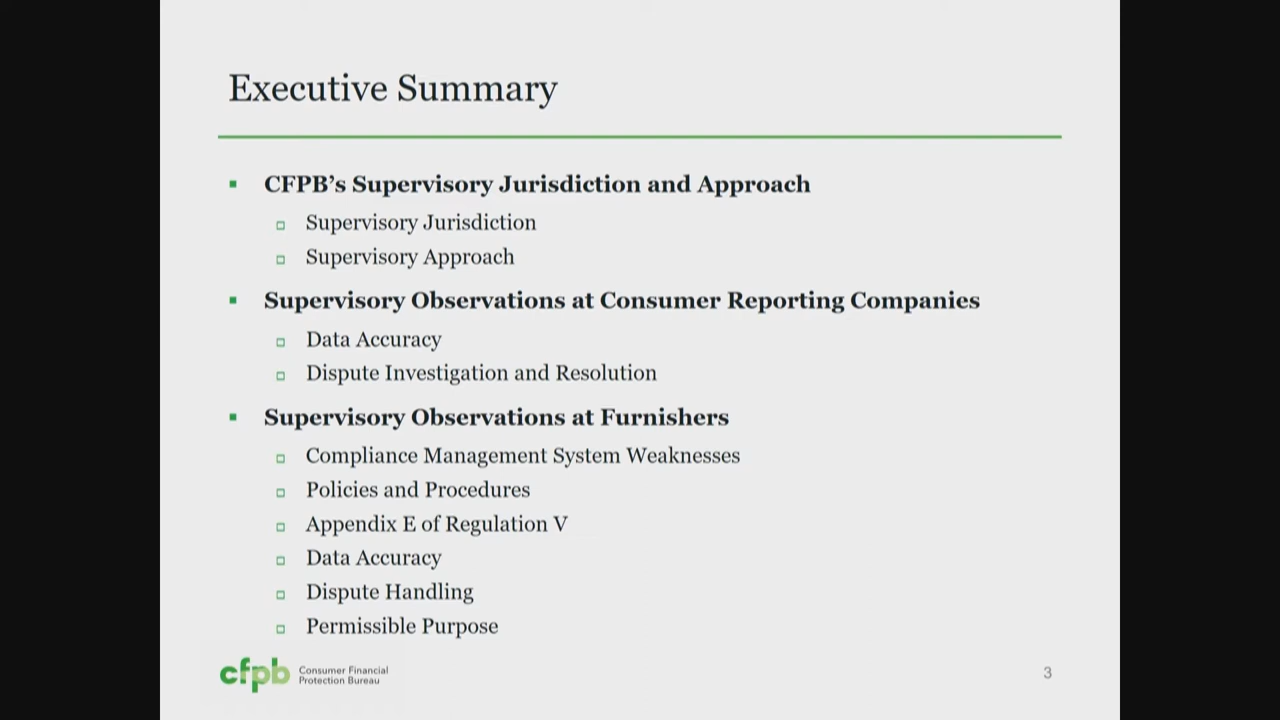 Executive Summary
CFPB’s Supervisory Jurisdiction and Approach
Supervisory Jurisdiction
Supervisory Approach
Supervisory Observations at Consumer Reporting Companies
Data Accuracy
Dispute Investigation and Resolution
Supervisory Observations at Furnishers
Compliance Management System Weaknesses
Policies and Procedures
Appendix E of Regulation V
Data Accuracy
Dispute Handling
Permissible Purpose
cfpb
Consumer Financial
Protection Bureau
3